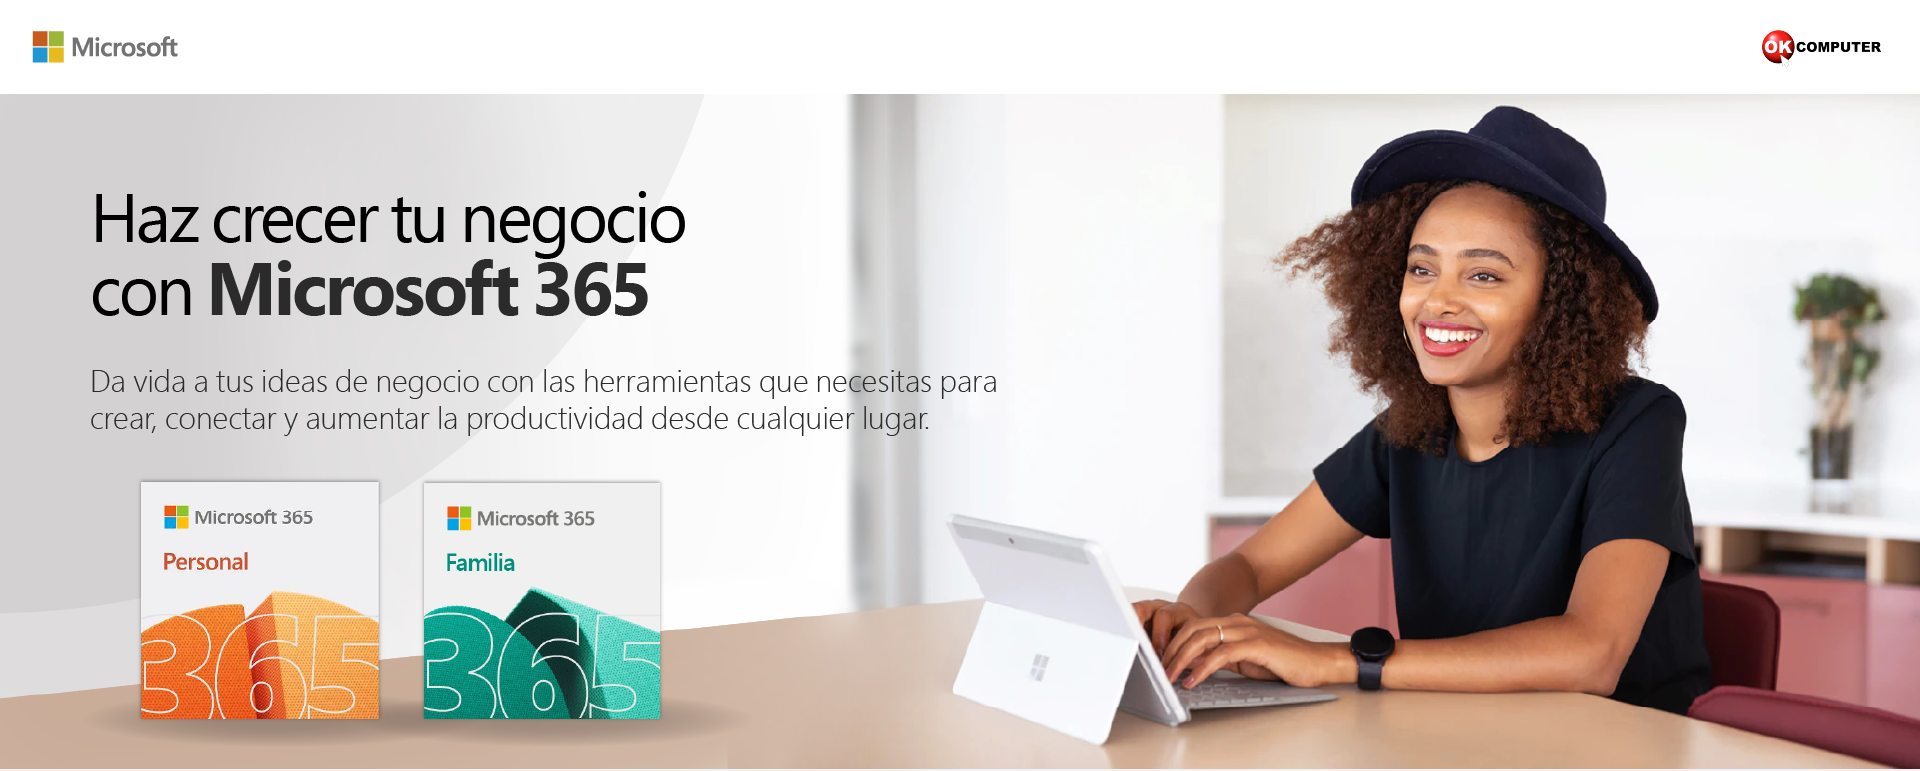 Microsoft
OK COMPUTER
Haz crecer tu negocio
con Microsoft 365
Da vida a tus ideas de negocio con las herramientas que necesitas para
crear, conectar y aumentar la productividad desde cualquier lugar.
Microsoft 365
Personal
365
Microsoft 365
Familia
365